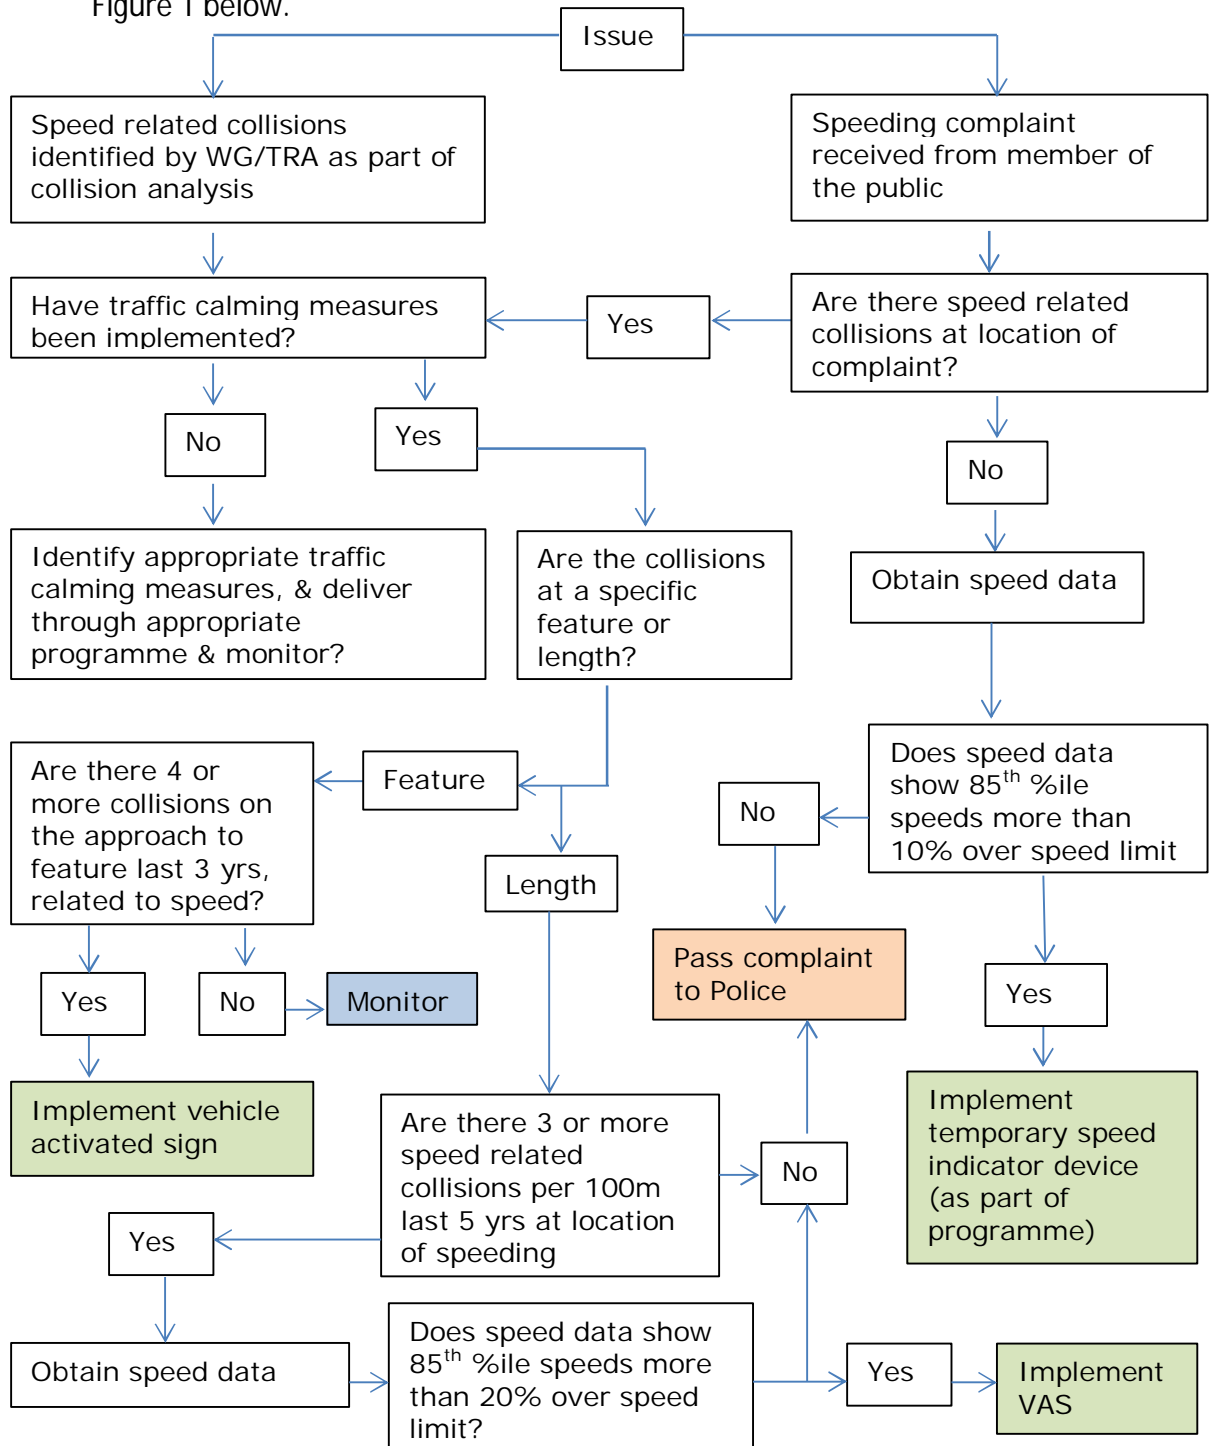 Figure 1 below.
Issue
Speed related collisions
identified by WG/TRA as part of
collision analysis
Speeding complaint
received from member of
the public
Have traffic calming measures
been implemented?
Yes
Are there speed related
collisions at location of
complaint?
No
Yes
No
Identify appropriate traffic
calming measures, & deliver
through appropriate
programme & monitor?
Are the collisions
at a specific
feature or
length?
Obtain speed data
Are there 4 or
more collisions on
the approach to
feature last 3 yrs,
related to speed?
Feature
Length
No
Does speed data
show 85th %ile
speeds more than
10% over speed limit
Yes
No
Monitor
Pass complaint
to Police
Yes
Implement vehicle
activated sign
Are there 3 or more
speed related
collisions per 100m
last 5 yrs at location
of speeding
No
Implement
temporary speed
indicator device
(as part of
programme)
Yes
Obtain speed data
Does speed data show
85th %ile speeds more
than 20% over speed
limit?
Yes
Implement
VAS